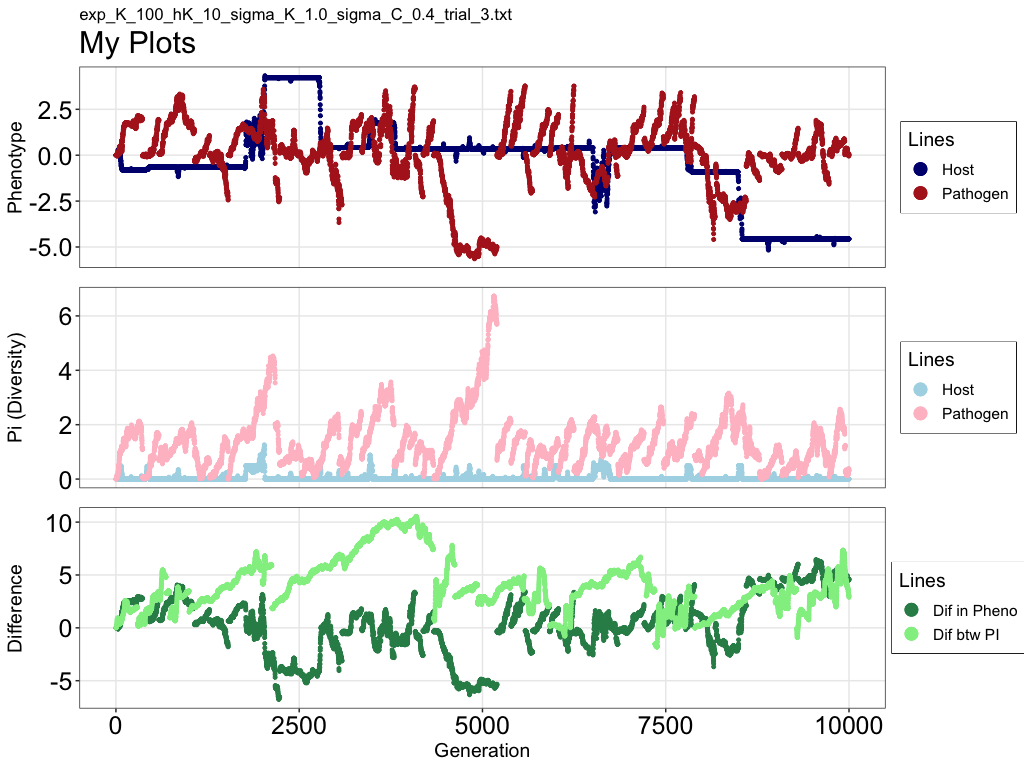 exp_K_100_hK_10_sigma_K_1.0_sigma_C_0.4_trial_3.txt
My Plots
Phenotype
2.5
0.0
-2.5
-5.0
Lines
Host
Pathogen
Pi (Diversity)
6
4
2
0
Lines
Host
Pathogen
Difference
10
5
0
-5
Lines
Dif in Pheno
Dif btw PI
0
2500
5000
7500
10000
Generation